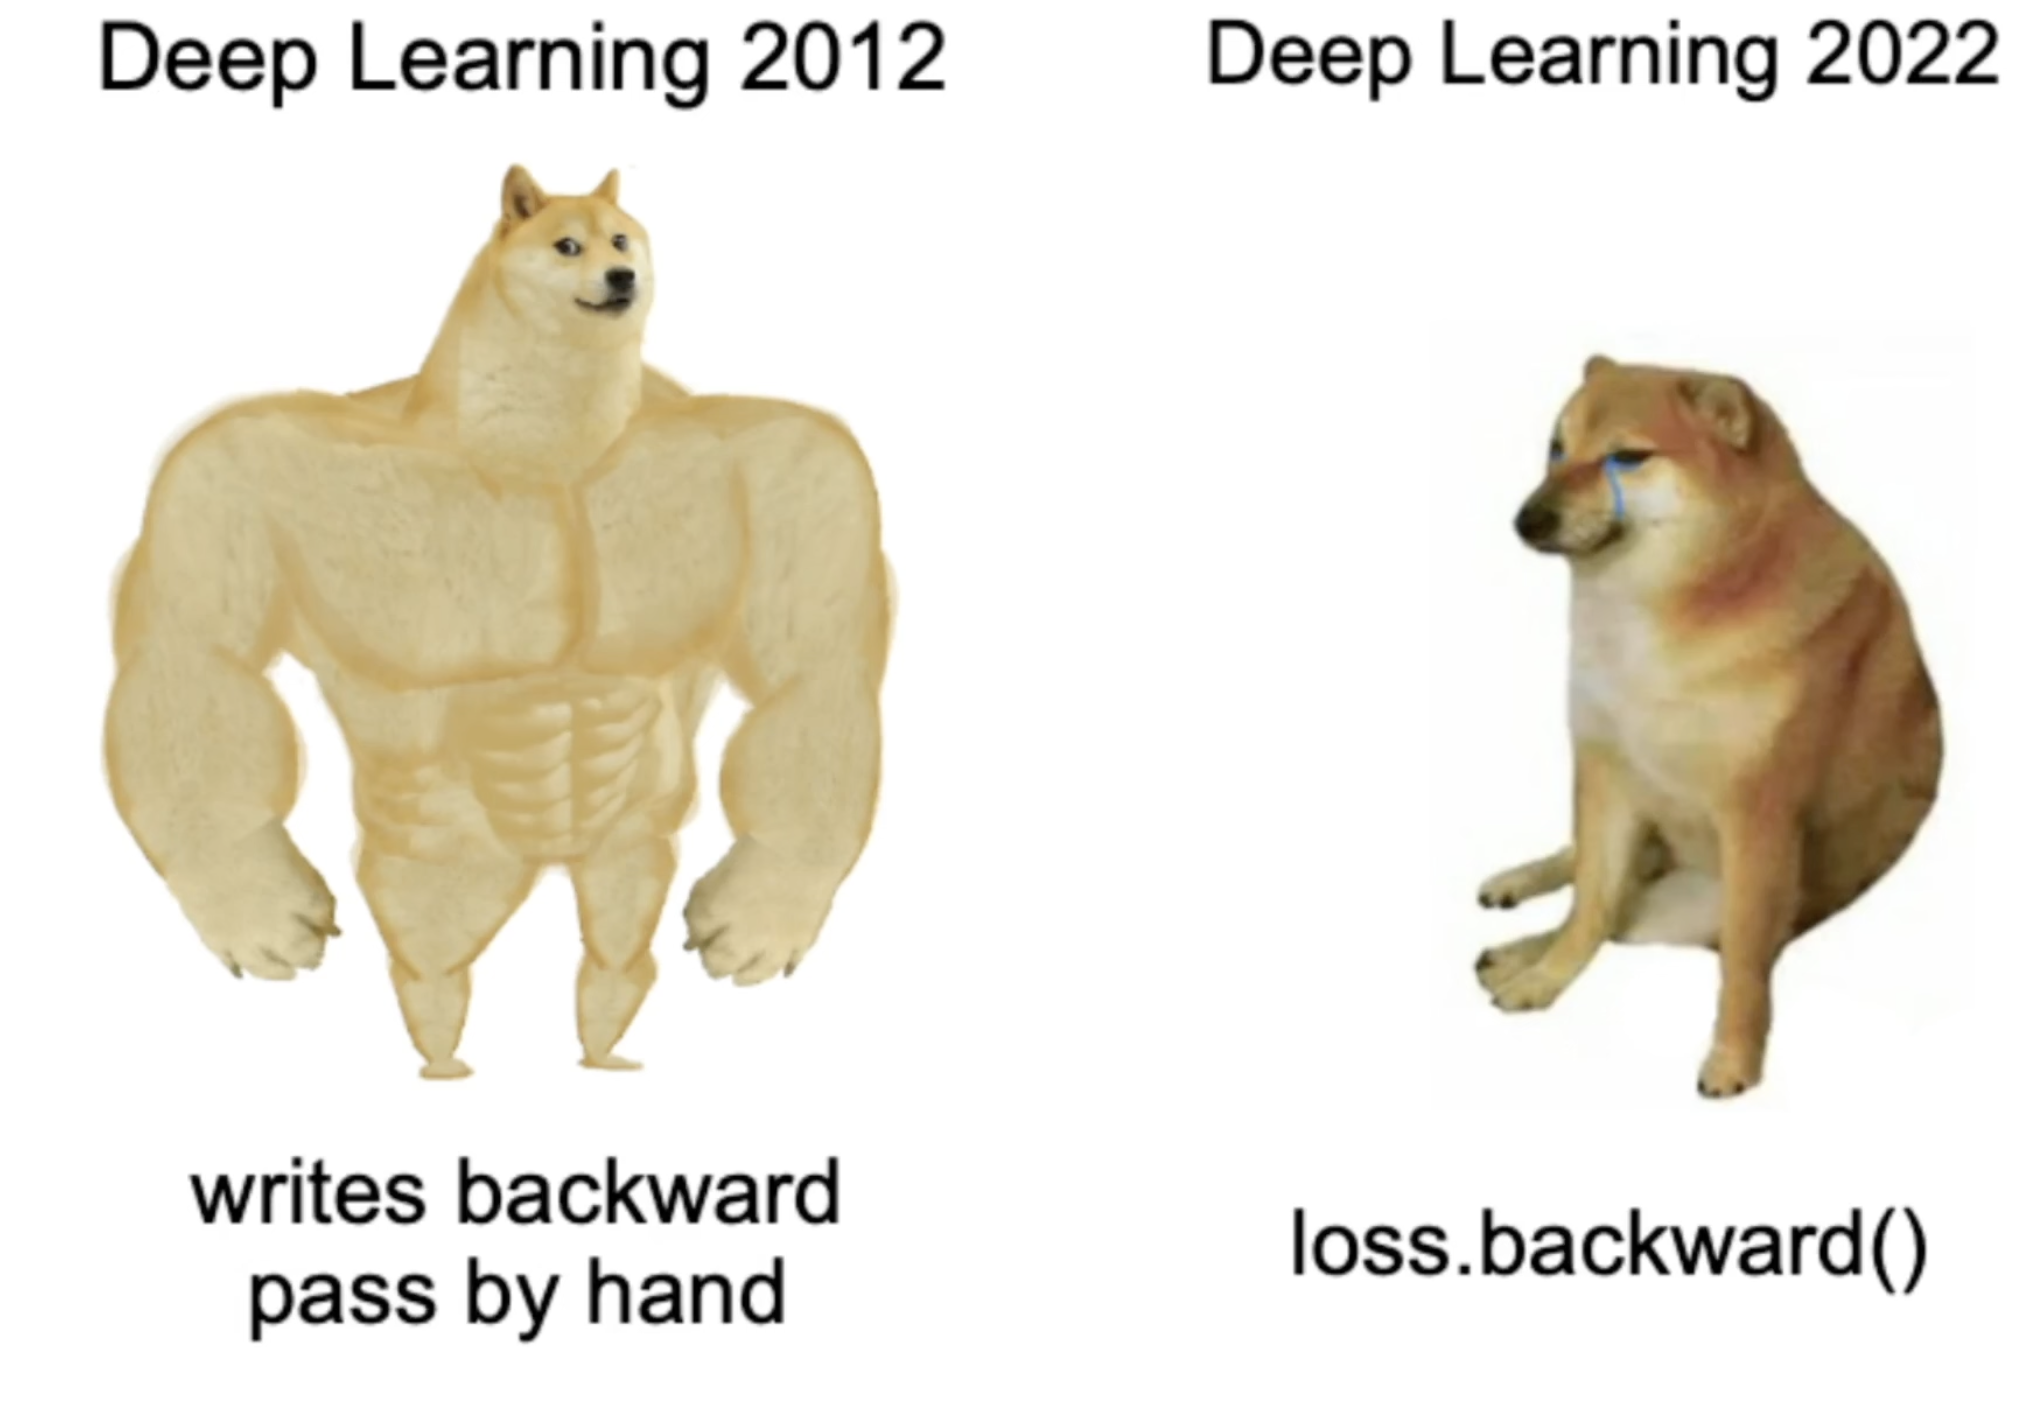 Deep Learning 2012
Deep Learning 2022
writes backward
pass by hand
loss.backward()